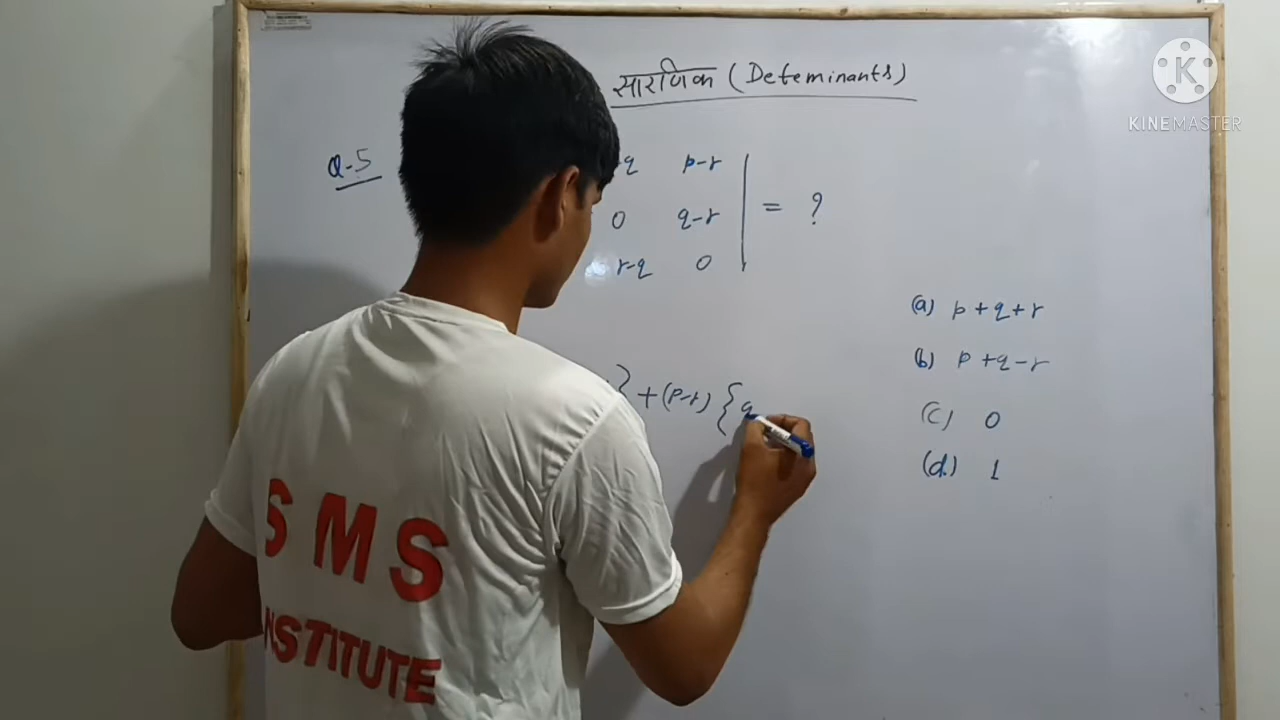 सारणिक (Deteminants)
Q-5
-q p-r
0 q-r = ?
r-q 0
(a) p+q+r
} + (p-r) { q
(b) p+q-r
(c) 0
(d) 1
SMS
NSTITUTE
K
KINEMASTER